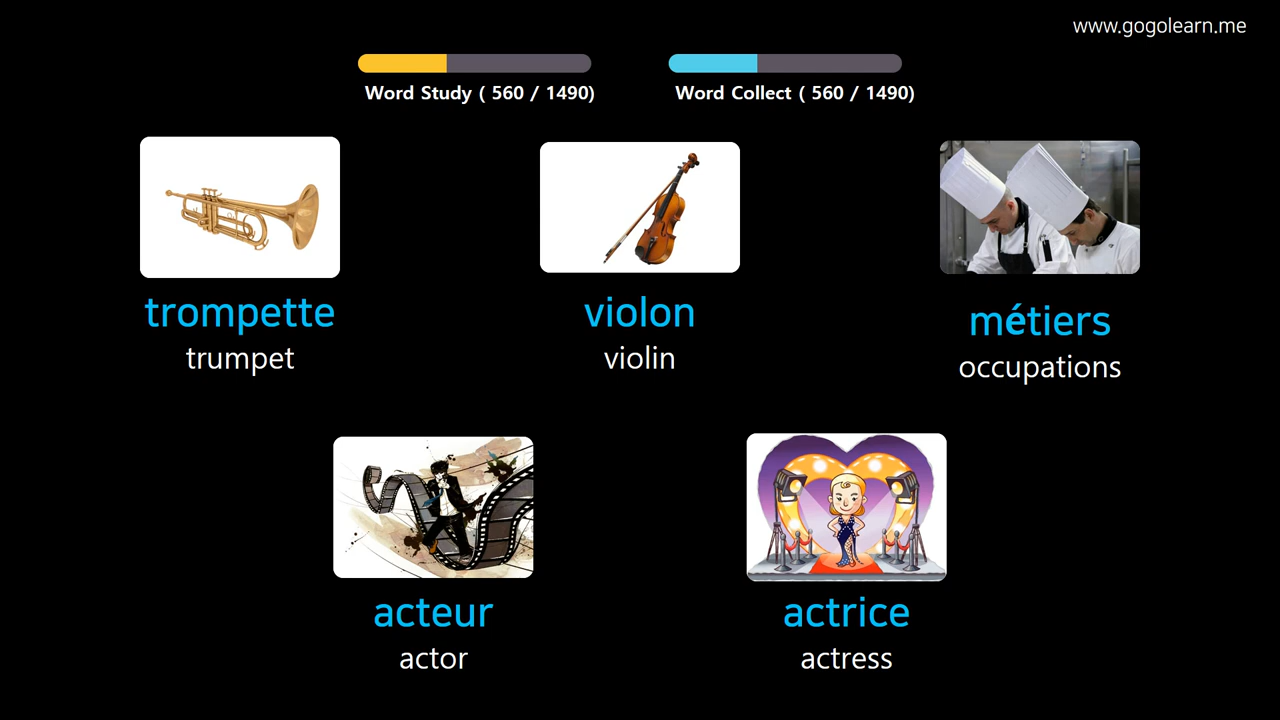 www.gogolearn.me
Word Study ( 560 / 1490)
Word Collect ( 560 / 1490)
trompette
trumpet
violon
violin
métiers
occupations
acteur
actor
actrice
actress